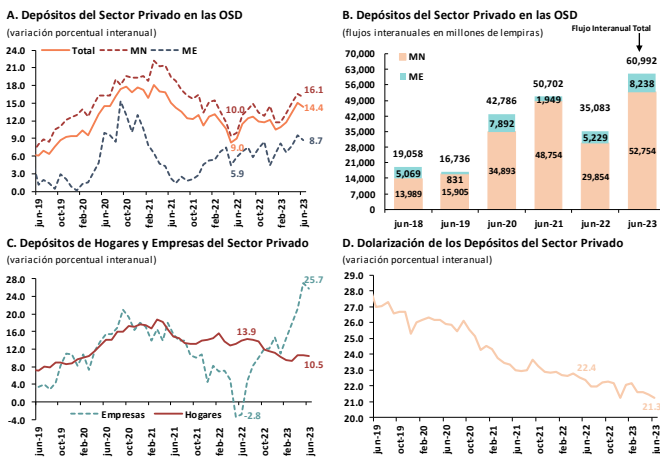 A. Depósitos del Sector Privado en las OSD
(variación porcentual interanual)
Total MN ME
24.0
21.0
18.0
15.0
12.0
9.0
6.0
3.0
0.0
10.0
9.0
5.9
16.1
14.4
8.7
jun-19
oct-19
feb-20
jun-20
oct-20
feb-21
jun-21
oct-21
feb-22
jun-22
oct-22
feb-23
jun-23
B. Depósitos del Sector Privado en las OSD
(flujos interanuales en millones de lempiras)
Flujo Interanual Total
MN
ME
70,000
63,000
56,000
49,000
42,000
35,000
28,000
21,000
14,000
7,000
0
19,058
5,069
13,989
16,736
831
15,905
42,786
7,892
34,893
50,702
1,949
48,754
35,083
5,229
29,854
60,992
8,238
52,754
jun-18
jun-19
jun-20
jun-21
jun-22
jun-23
C. Depósitos de Hogares y Empresas del Sector Privado
(variación porcentual interanual)
28.0
24.0
20.0
16.0
12.0
8.0
4.0
0.0
-4.0
25.7
13.9
10.5
-2.8
Empresas Hogares
jun-19
oct-19
feb-20
jun-20
oct-20
feb-21
jun-21
oct-21
feb-22
jun-22
oct-22
feb-23
jun-23
D. Dolarización de los Depósitos del Sector Privado
(variación porcentual interanual)
29.0
28.0
27.0
26.0
25.0
24.0
23.0
22.0
21.0
20.0
22.4
21.3
jun-19
oct-19
feb-20
jun-20
oct-20
feb-21
jun-21
oct-21
feb-22
jun-22
oct-22
feb-23
jun-23